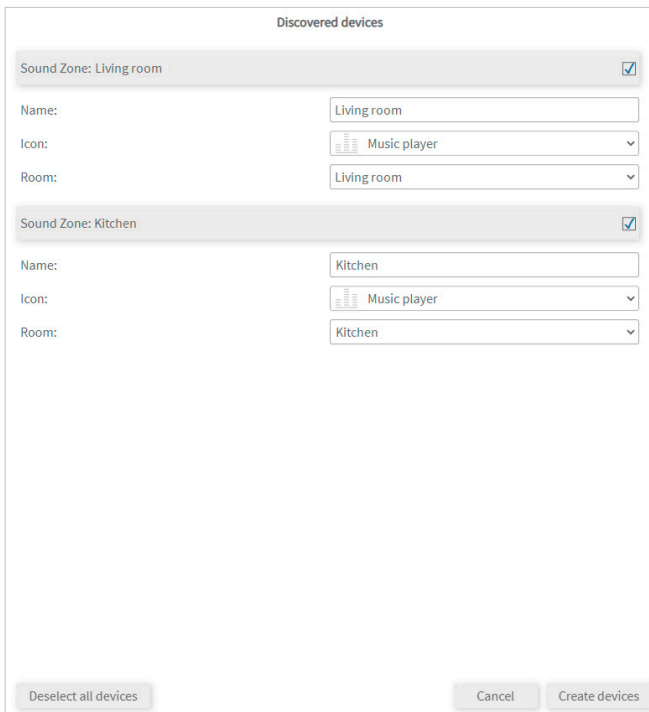 Discovered devices
Sound Zone: Living room
Name: Living room
Icon: Music player
Room: Living room
Sound Zone: Kitchen
Name: Kitchen
Icon: Music player
Room: Kitchen
Deselect all devices Cancel Create devices